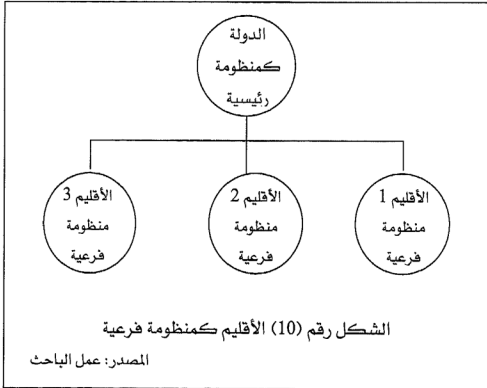 الدولة
كمنظومة
رئيسية
الأقليم 1
منظومة
فرعية
الأقليم 2
منظومة
فرعية
الأقليم 3
منظومة
فرعية
الشكل رقم (10) الأقليم كمنظومة فرعية
المصدر: عمل الباحث